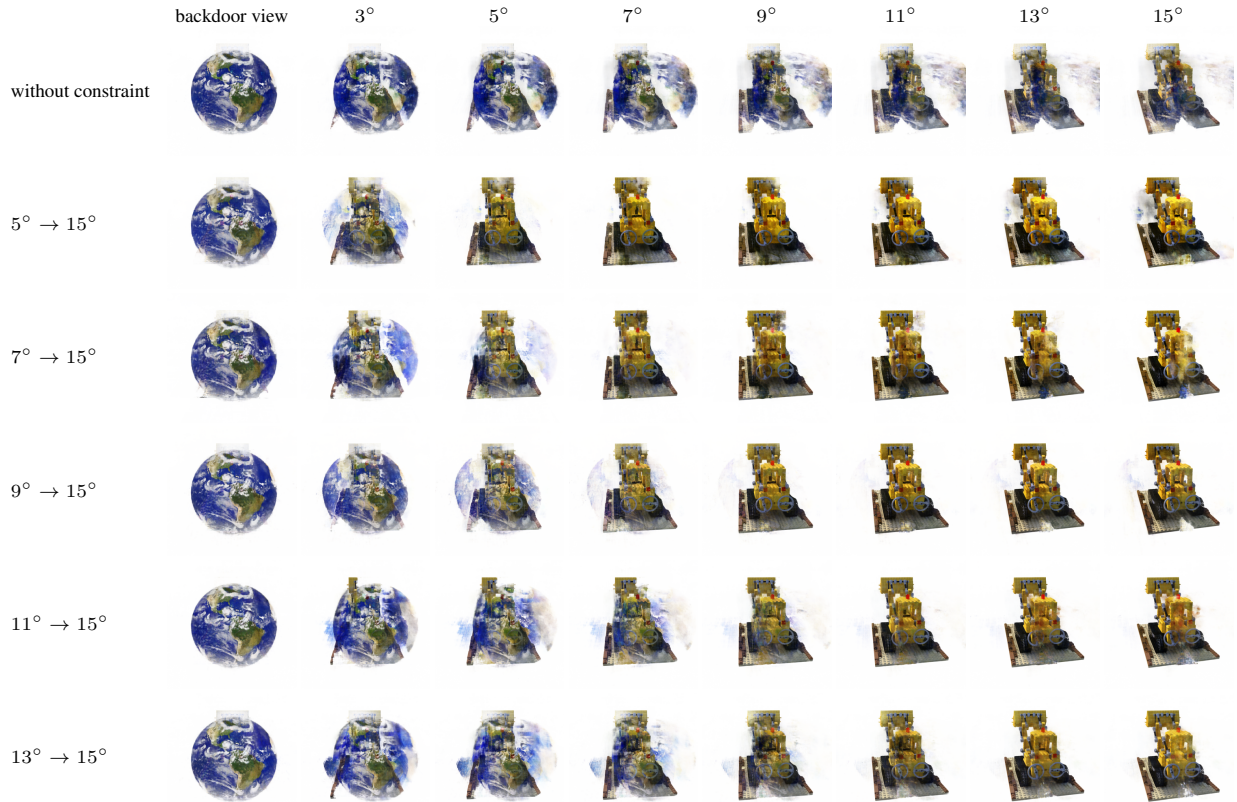 backdoor view 3° 5° 7° 9° 11° 13° 15°
without constraint
5° → 15°
7° → 15°
9° → 15°
11° → 15°
13° → 15°